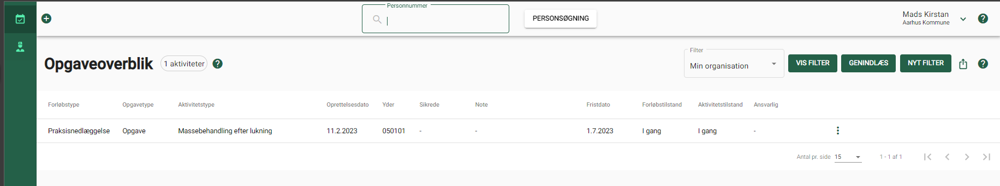 Personnummer
PERSONSØGNING
Mads Kirstan
Aarhus Kommune
Opgaveoverblik
1 aktiviteter
Filter
Min organisation
VIS FILTER
GENINDLÆS
NYT FILTER
Forløbstype Opgavetype Aktivitetstype Oprettelsesdato Yder Sikrede Note Fristdato Forløbstilstand Aktivitetstilstand Ansvarlig
Praksisnedlæggelse Opgave Massebehandling efter lukning 11.2.2023 050101 - - 1.7.2023 I gang I gang -
Antal pr. side 15 1 - 1 af 1